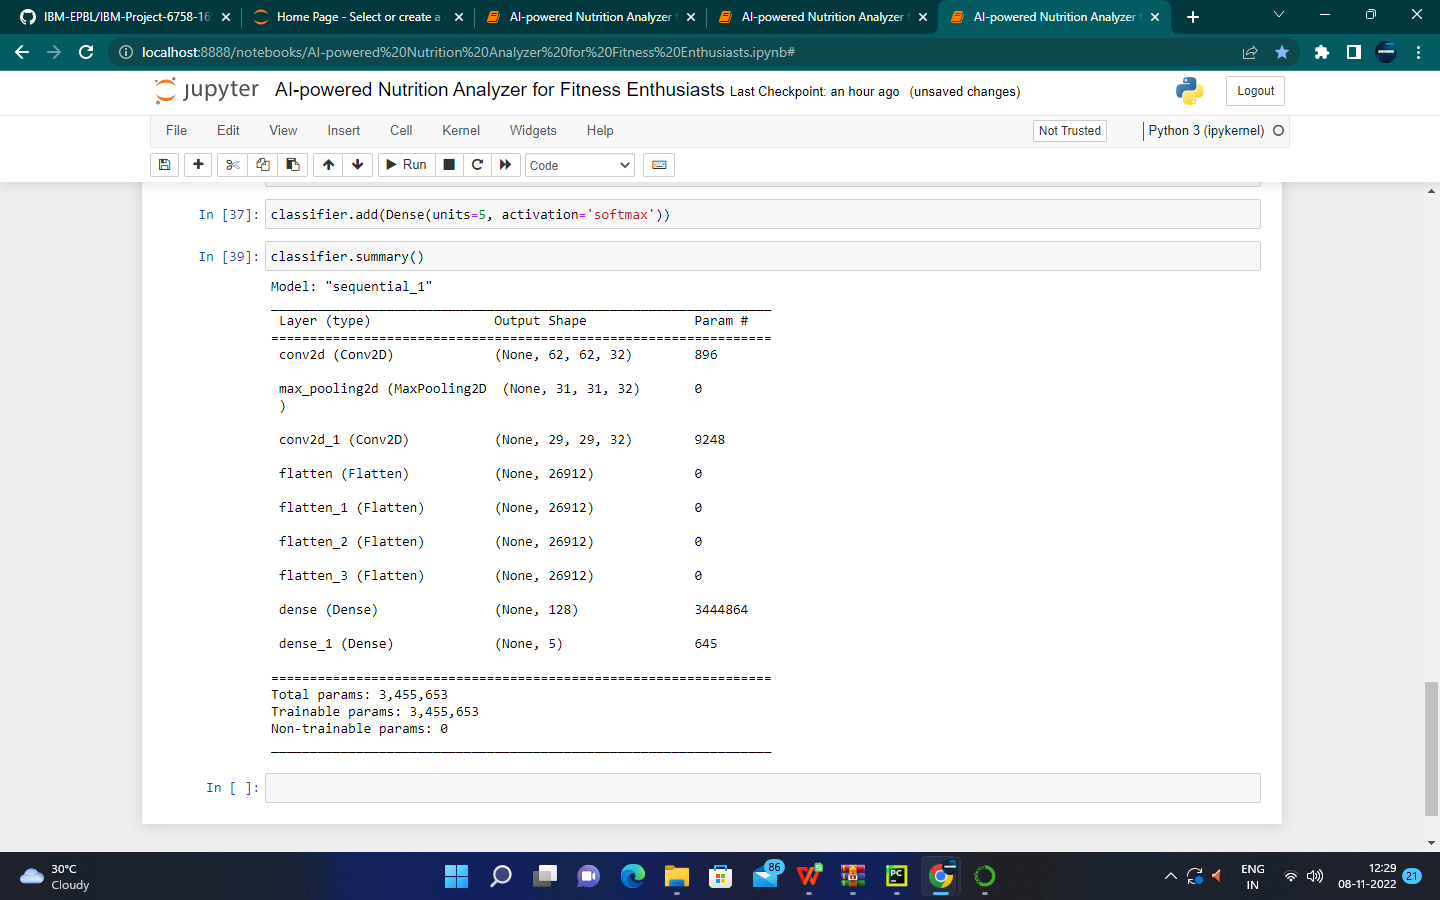 IBM-EPBL/IBM-Project-6758-16
Home Page - Select or create a
AI-powered Nutrition Analyzer
AI-powered Nutrition Analyzer
AI-powered Nutrition Analyzer
localhost:8888/notebooks/AI-powered%20Nutrition%20Analyzer%20for%20Fitness%20Enthusiasts.ipynb#
jupyter AI-powered Nutrition Analyzer for Fitness Enthusiasts Last Checkpoint: an hour ago (unsaved changes)
Logout
File Edit View Insert Cell Kernel Widgets Help
Not Trusted
Python 3 (ipykernel)
Run
Code
In [37]: classifier.add(Dense(units=5, activation='softmax'))
In [39]: classifier.summary()
Model: "sequential_1"
_________________________________________________________________
Layer (type) Output Shape Param #
=================================================================
conv2d (Conv2D) (None, 62, 62, 32) 896
max_pooling2d (MaxPooling2D (None, 31, 31, 32) 0
)
conv2d_1 (Conv2D) (None, 29, 29, 32) 9248
flatten (Flatten) (None, 26912) 0
flatten_1 (Flatten) (None, 26912) 0
flatten_2 (Flatten) (None, 26912) 0
flatten_3 (Flatten) (None, 26912) 0
dense (Dense) (None, 128) 3444864
dense_1 (Dense) (None, 5) 645
=================================================================
Total params: 3,455,653
Trainable params: 3,455,653
Non-trainable params: 0
_________________________________________________________________
In [ ]:
30°C
Cloudy
86
PC
ENG
IN
12:29
08-11-2022
21